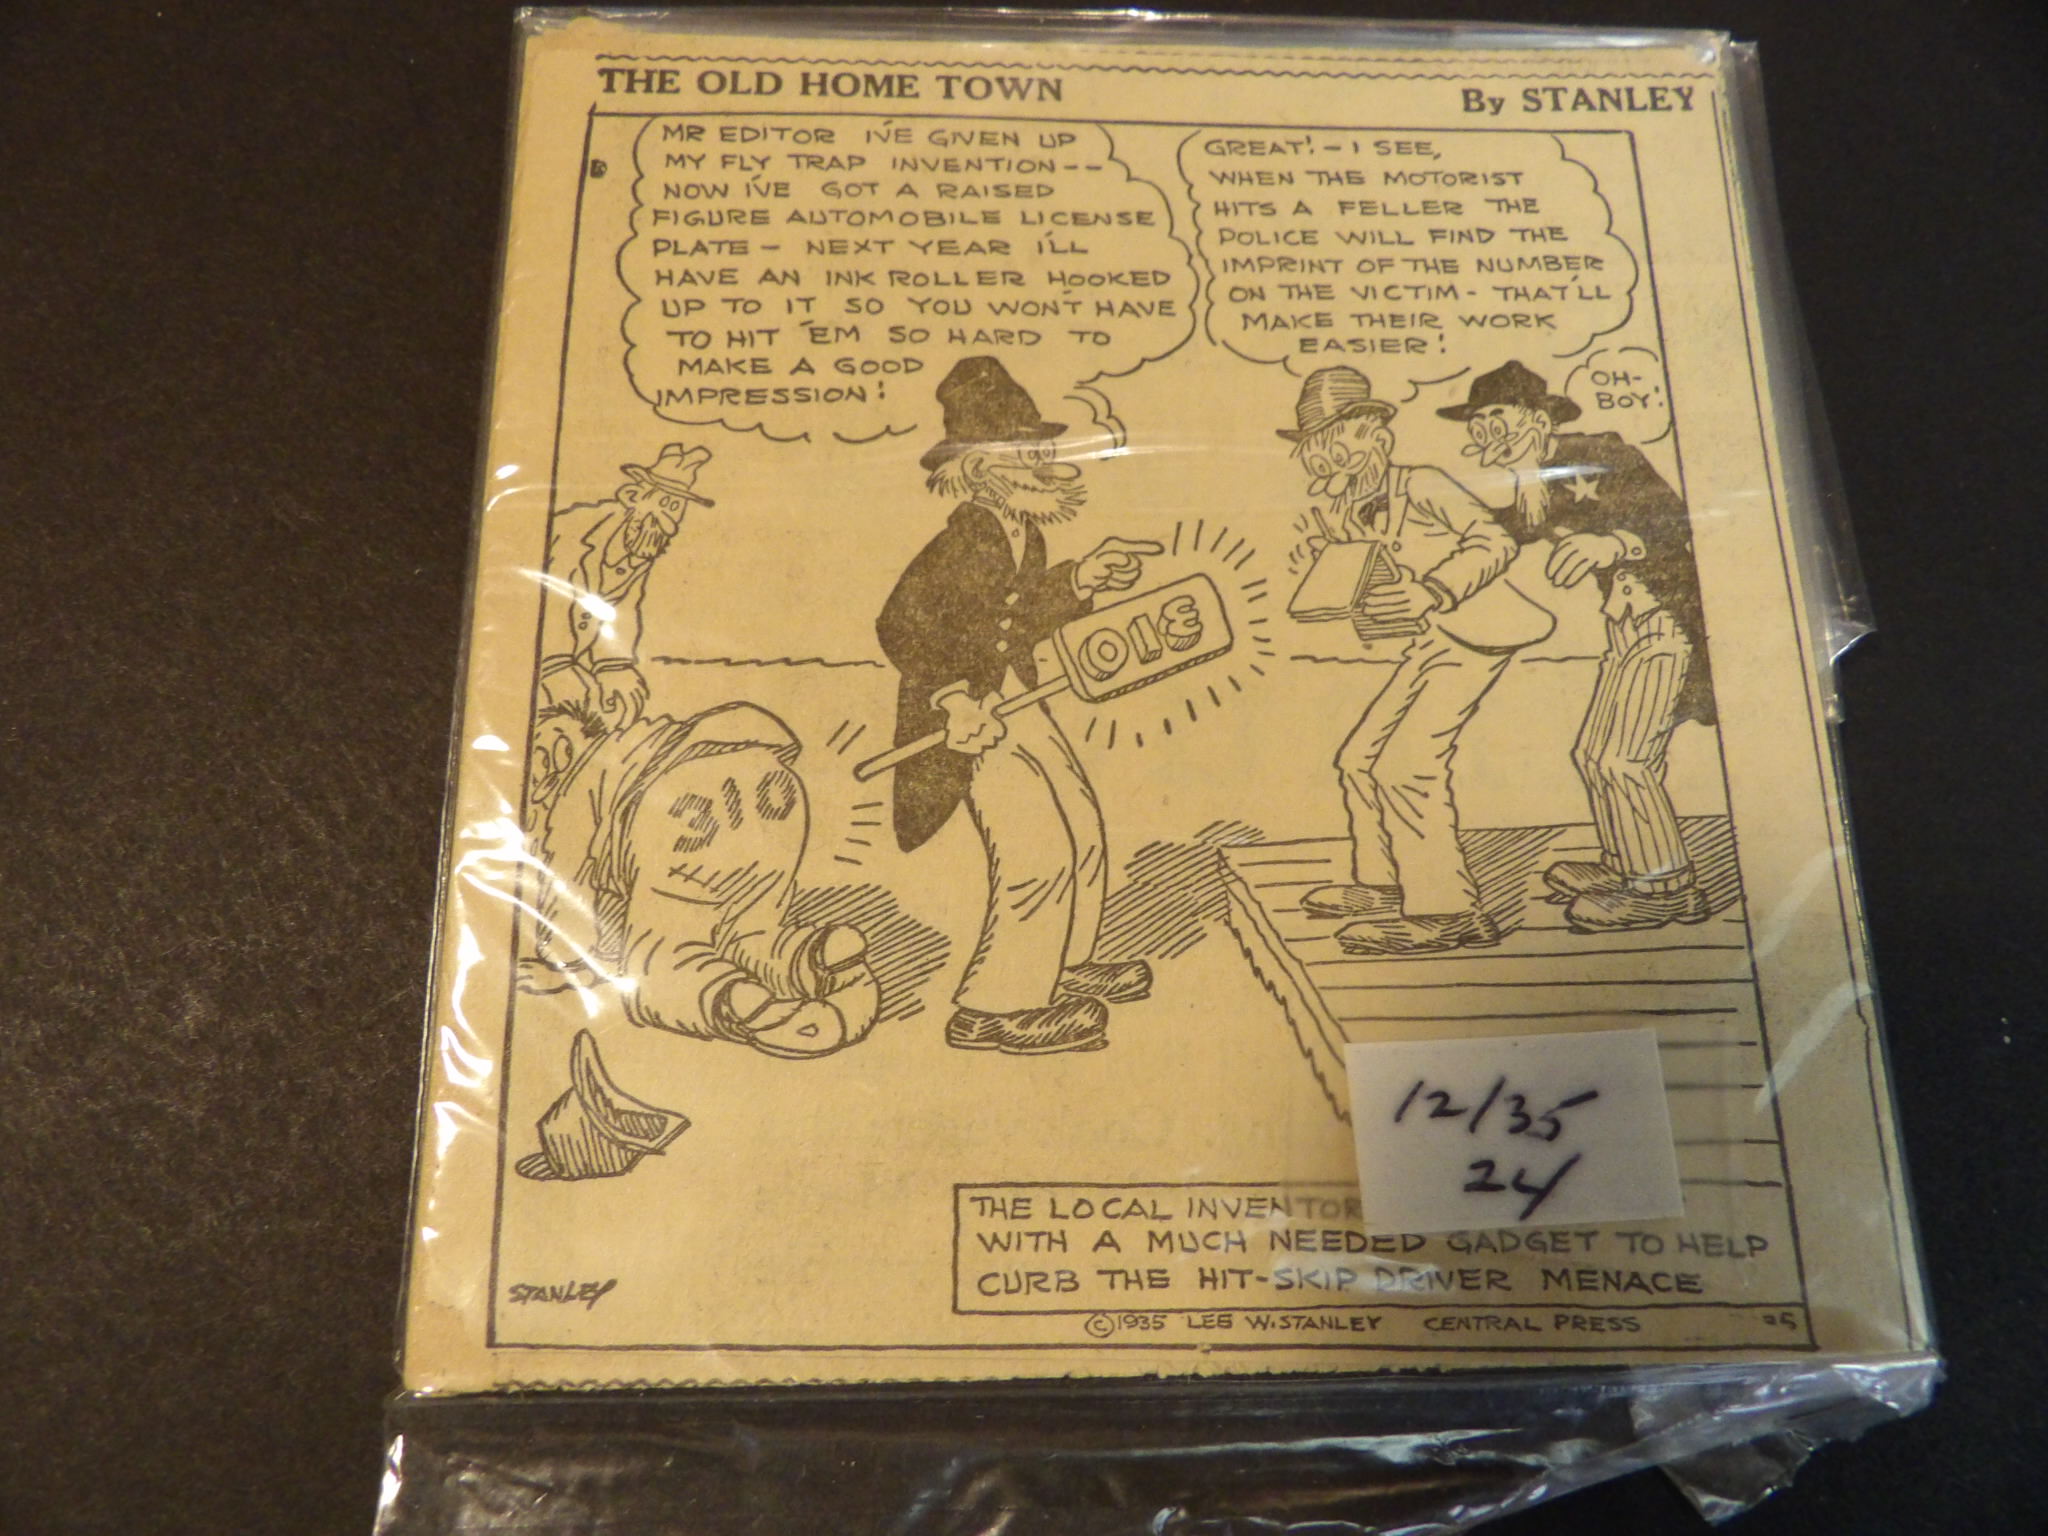 THE OLD HOME TOWN
By STANLEY
MR EDITOR I'VE GIVEN UP
MY FLY TRAP INVENTION--
NOW I'VE GOT A RAISED
FIGURE AUTOMOBILE LICENSE
PLATE - NEXT YEAR I'LL
HAVE AN INK ROLLER HOOKED
UP TO IT SO YOU WON'T HAVE
TO HIT 'EM SO HARD TO
MAKE A GOOD
IMPRESSION!
GREAT! - I SEE,
WHEN THE MOTORIST
HITS A FELLER THE
POLICE WILL FIND THE
IMPRINT OF THE NUMBER
ON THE VICTIM - THAT'LL
MAKE THEIR WORK
EASIER!
OH-
BOY!
013
310
12/35
24
THE LOCAL INVENTOR
WITH A MUCH NEEDED GADGET TO HELP
CURB THE HIT-SKIP DRIVER MENACE
STANLEY
©1935 LEE W. STANLEY CENTRAL PRESS